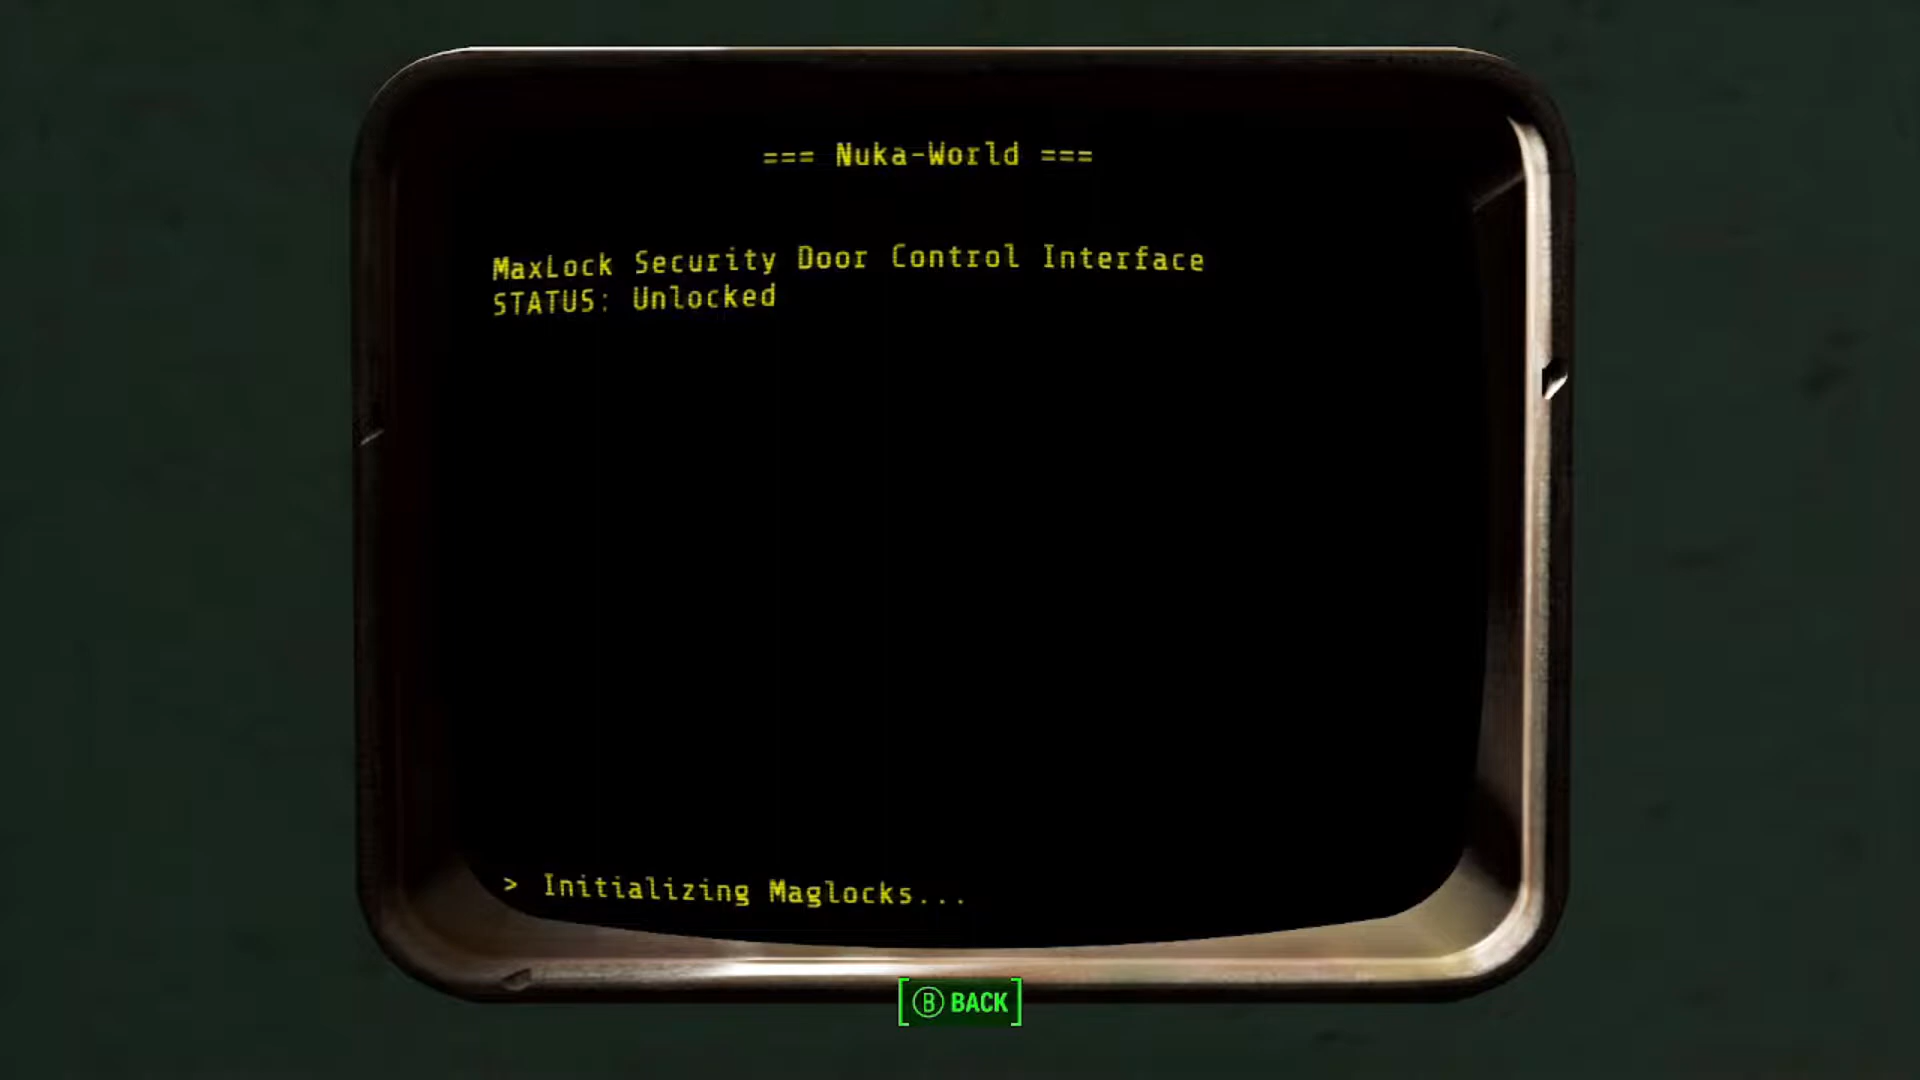 === Nuka-World ===
MaxLock Security Door Control Interface
STATUS: Unlocked
> Initializing Maglocks...
[Ⓑ BACK]